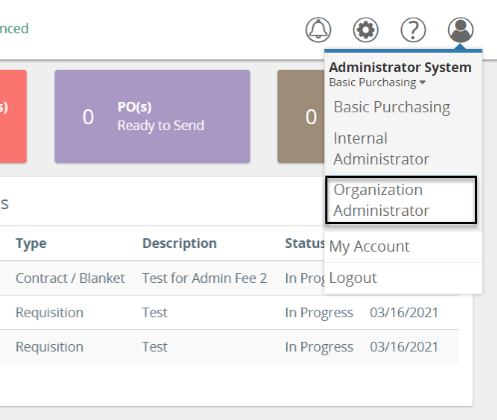 nced
Administrator System
Basic Purchasing
Basic Purchasing
Internal
Administrator
Organization
Administrator
My Account
Logout
s)
0
PO(s)
Ready to Send
0
s
Type
Description
Status
Contract / Blanket
Test for Admin Fee 2
In Prog
Requisition
Test
In Progress
03/16/2021
Requisition
Test
In Progress
03/16/2021